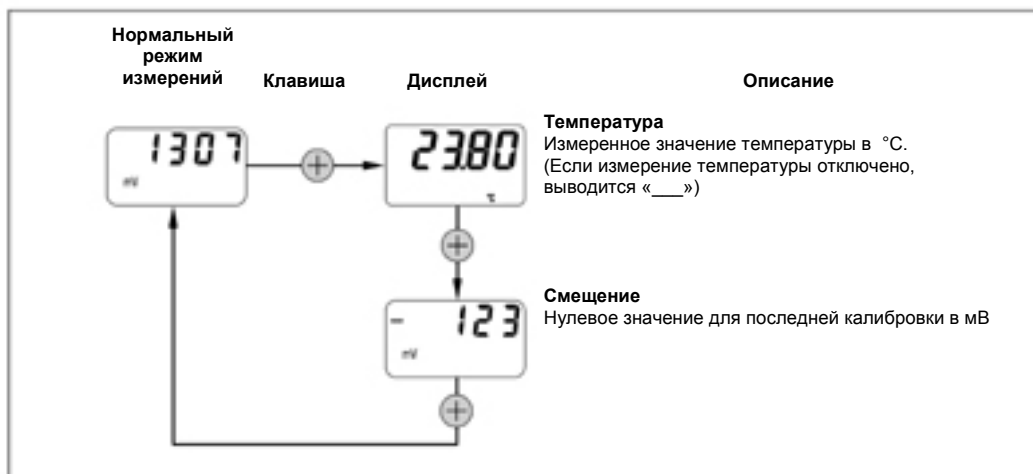 Нормальный
режим
измерений
Клавиша
Дисплей
Описание
1307
mV
+
23.80
°C
Температура
Измеренное значение температуры в °C.
(Если измерение температуры отключено,
выводится «___»)
+
- 123
mV
Смещение
Нулевое значение для последней калибровки в мВ
+